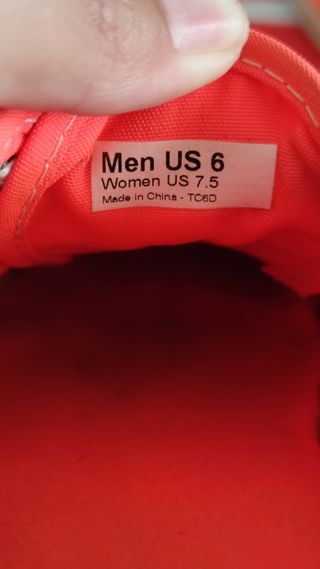 Men US 6
Women US 7.5
Made in China - TC6D